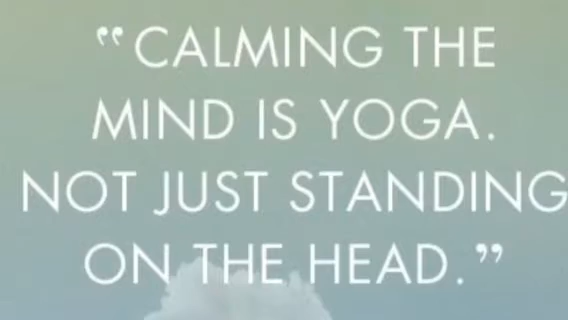 “CALMING THE
MIND IS YOGA.
NOT JUST STANDING
ON THE HEAD.”